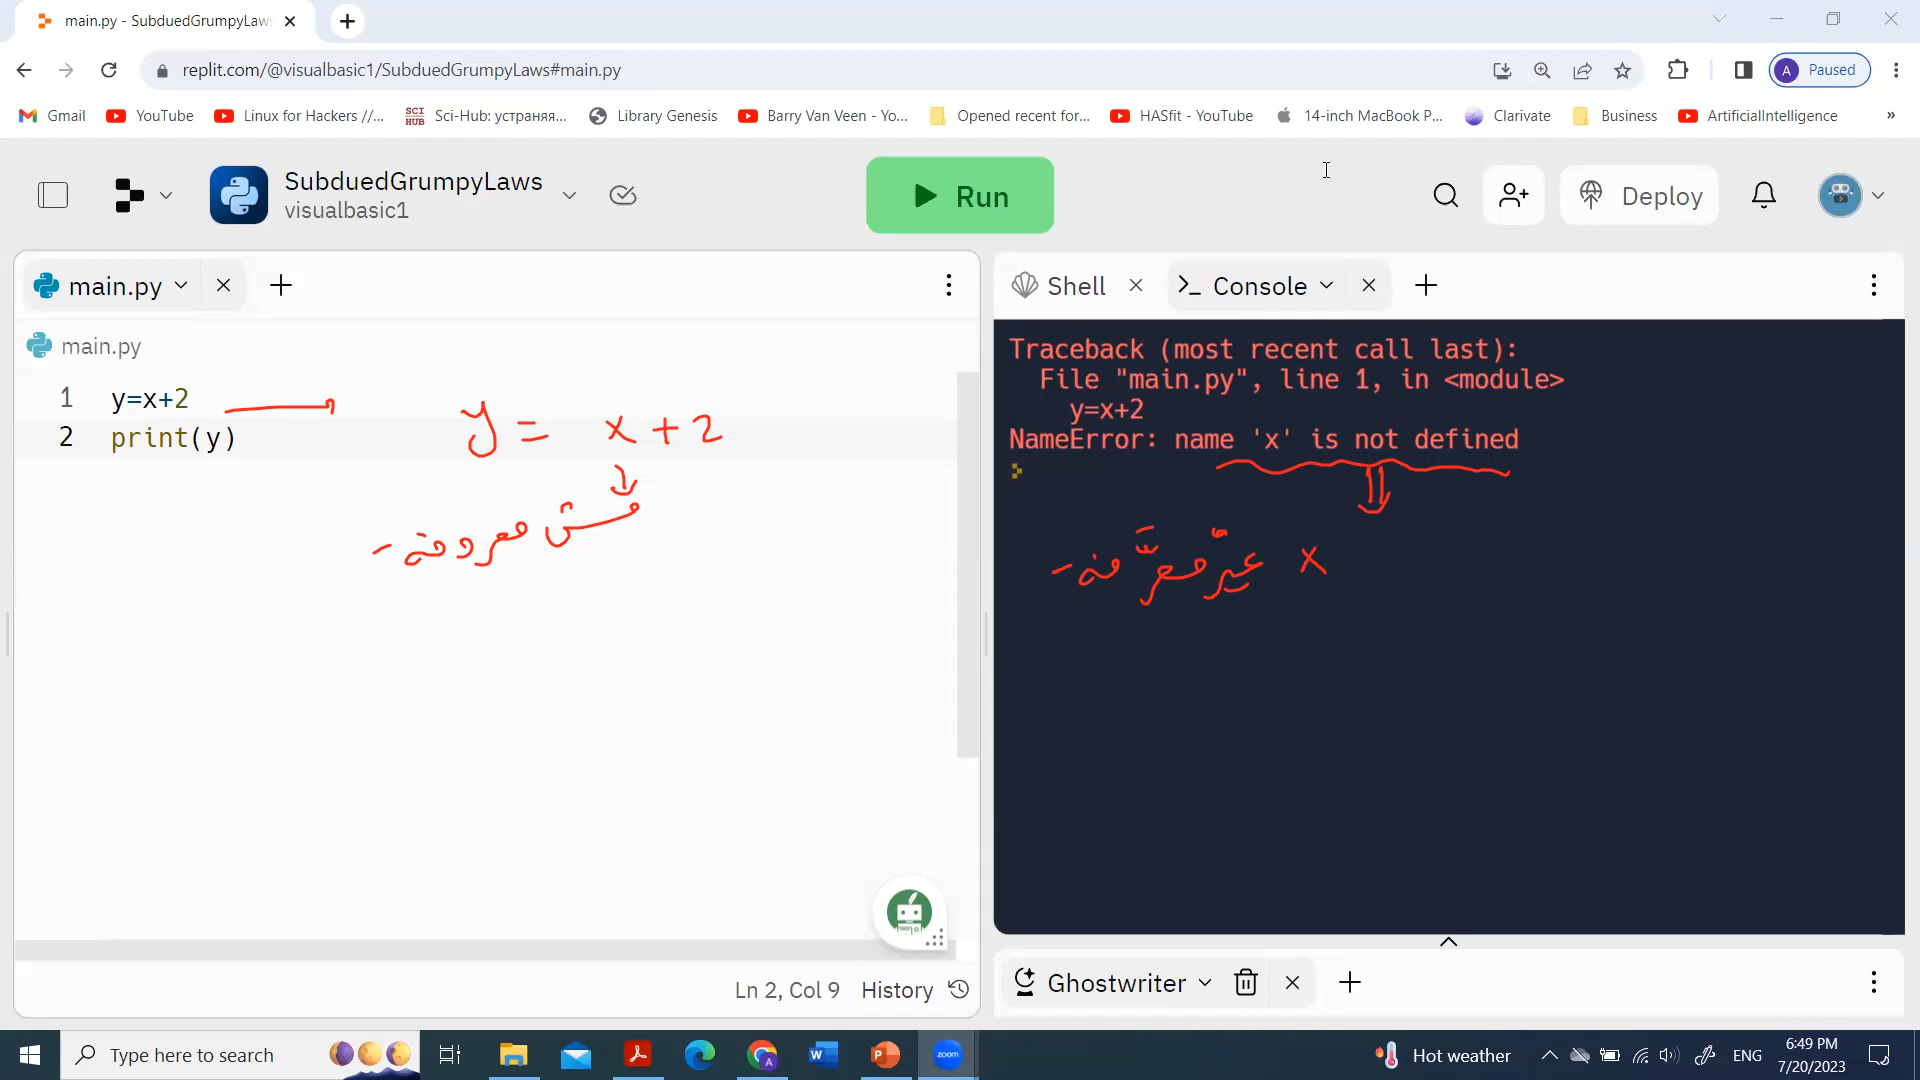 main.py - SubduedGrumpyLaws
replit.com/@visualbasic1/SubduedGrumpyLaws#main.py
Paused
Gmail YouTube Linux for Hackers //... Sci-Hub: устраняя... Library Genesis Barry Van Veen - Yo... Opened recent for... HASfit - YouTube 14-inch MacBook P... Clarivate Business ArtificialIntelligence »
SubduedGrumpyLaws
visualbasic1
Run
Deploy
main.py
main.py
1 y=x+2
2 print(y)
y = x + 2
مش معروفة
Ln 2, Col 9 History
Shell Console
Traceback (most recent call last):
File "main.py", line 1, in <module>
y=x+2
NameError: name 'x' is not defined
x غير معرّفة
Ghostwriter
Type here to search
zoom
Hot weather
ENG
6:49 PM
7/20/2023